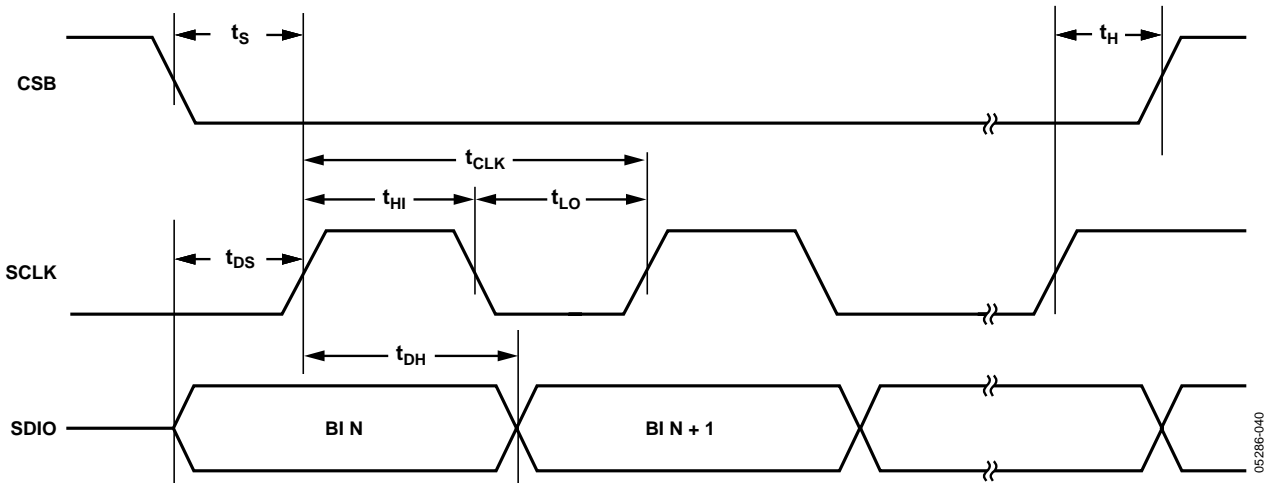 CSB
tS
tH
tCLK
tHI
tLO
SCLK
tDS
tDH
SDIO
BI N
BI N + 1
05286-040